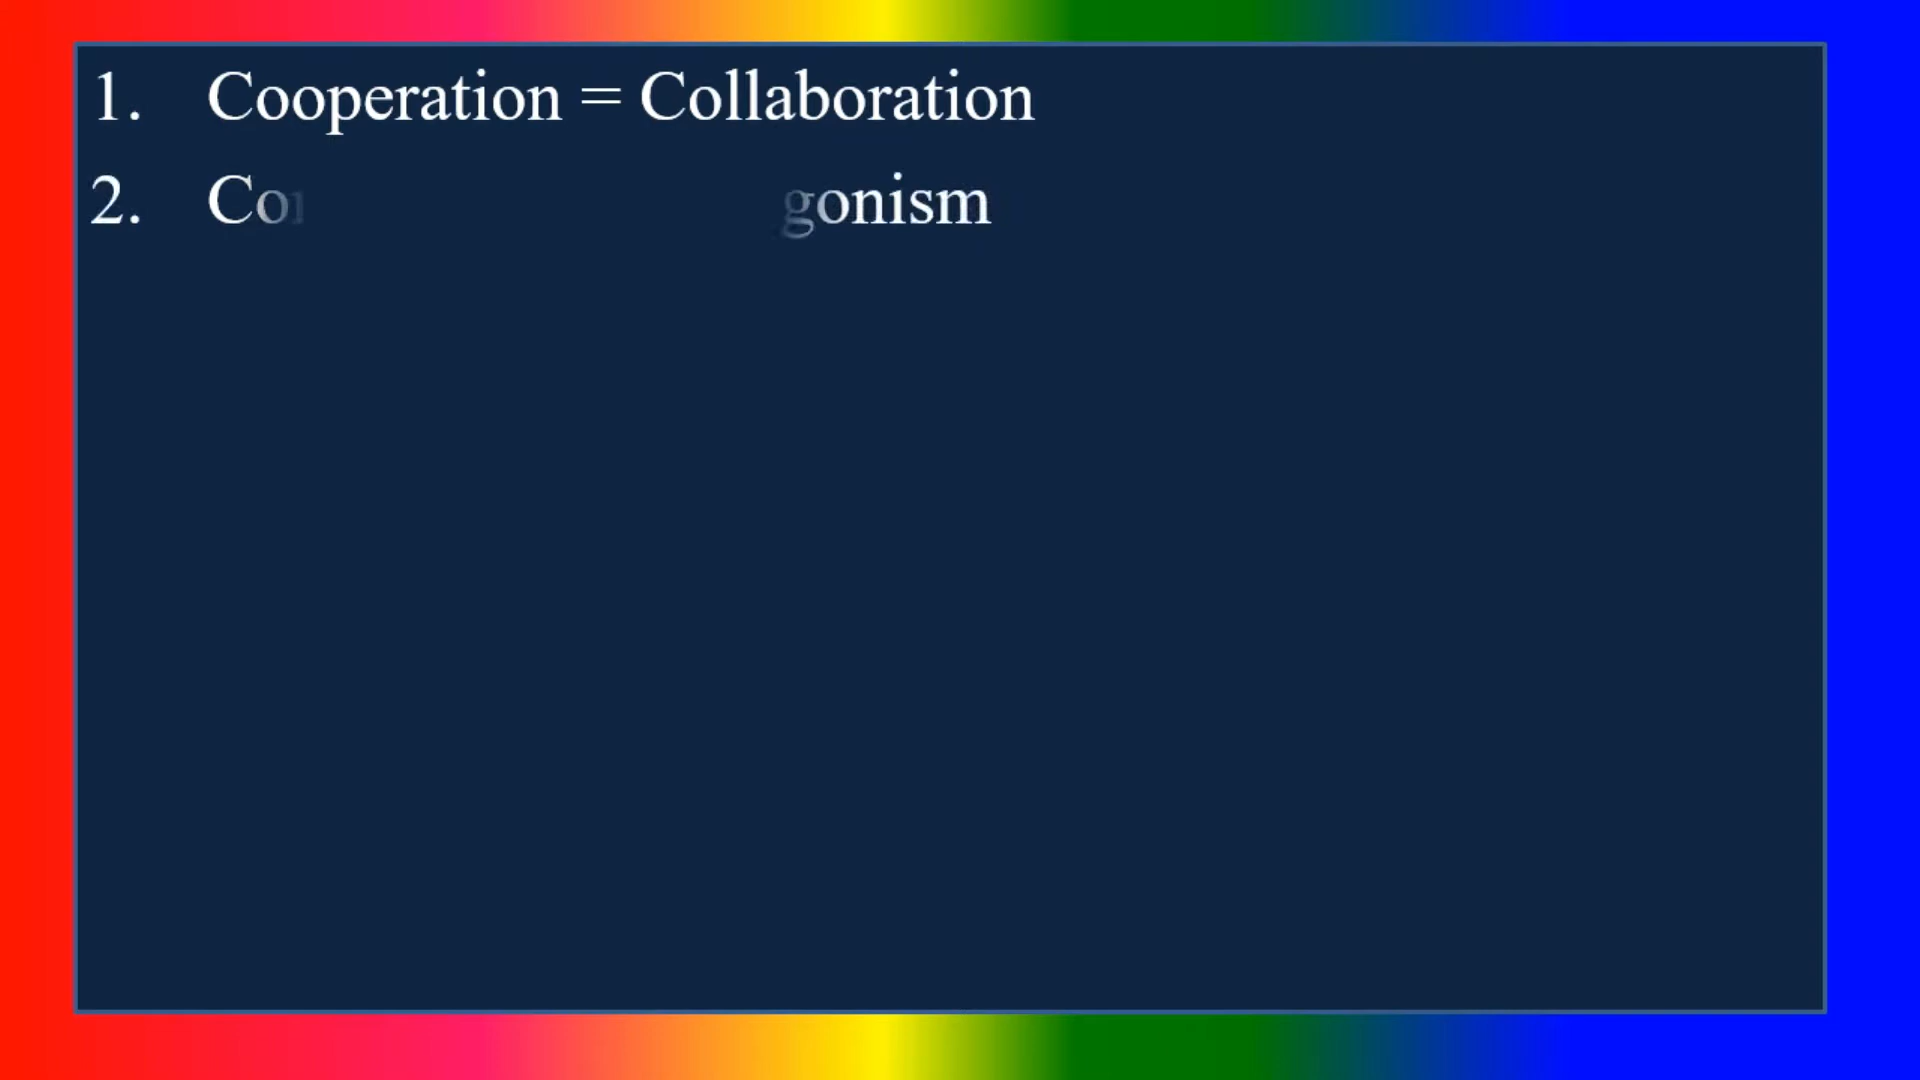 1. Cooperation = Collaboration
2. Co gonism